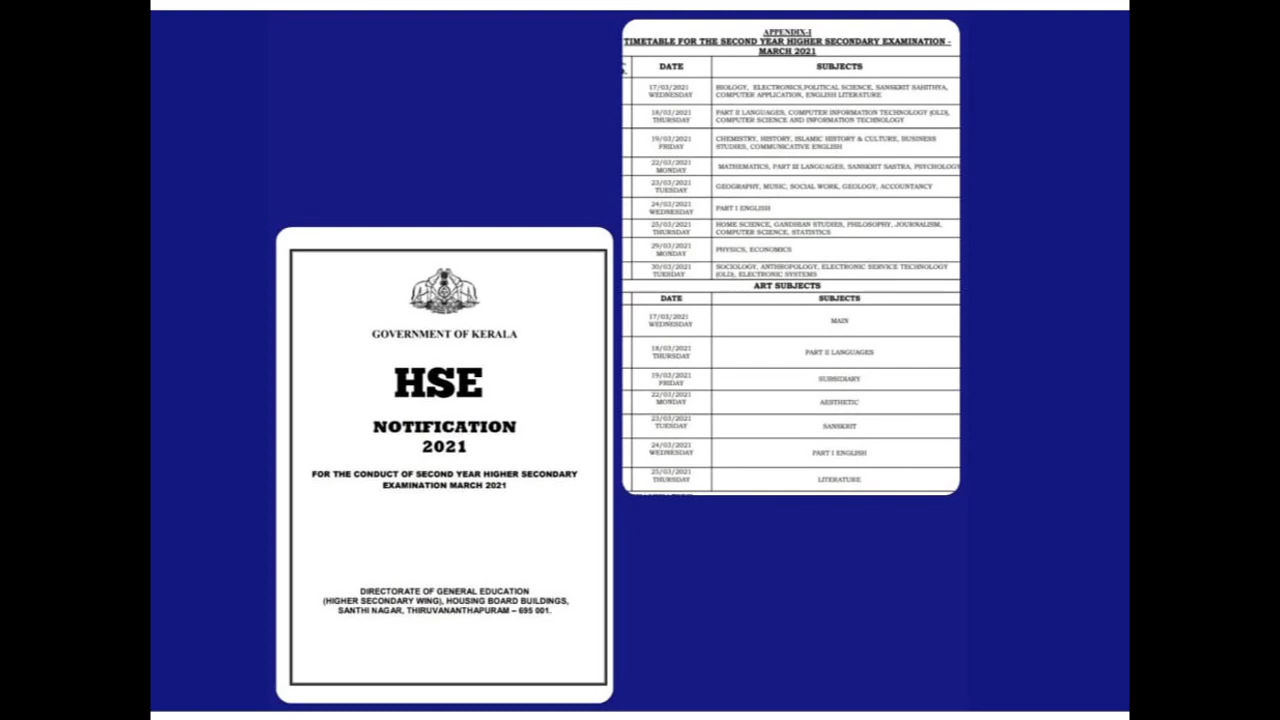 GOVERNMENT OF KERALA
HSE
NOTIFICATION
2021
FOR THE CONDUCT OF SECOND YEAR HIGHER SECONDARY
EXAMINATION MARCH 2021
DIRECTORATE OF GENERAL EDUCATION
(HIGHER SECONDARY WING), HOUSING BOARD BUILDINGS,
SANTHI NAGAR, THIRUVANANTHAPURAM – 695 001.
APPENDIX-I
TIMETABLE FOR THE SECOND YEAR HIGHER SECONDARY EXAMINATION -
MARCH 2021
DATE SUBJECTS
17/03/2021 BIOLOGY, ELECTRONICS,POLITICAL SCIENCE, SANSKRIT SAHITHYA,
WEDNESDAY COMPUTER APPLICATION, ENGLISH LITERATURE
18/03/2021 PART II LANGUAGES, COMPUTER INFORMATION TECHNOLOGY (OLD),
THURSDAY COMPUTER SCIENCE AND INFORMATION TECHNOLOGY
19/03/2021 CHEMISTRY, HISTORY, ISLAMIC HISTORY & CULTURE, BUSINESS
FRIDAY STUDIES, COMMUNICATIVE ENGLISH
22/03/2021
MONDAY MATHEMATICS, PART III LANGUAGES, SANSKRIT SASTRA, PSYCHOLOGY
23/03/2021
TUESDAY GEOGRAPHY, MUSIC, SOCIAL WORK, GEOLOGY, ACCOUNTANCY
24/03/2021
WEDNESDAY PART I ENGLISH
25/03/2021 HOME SCIENCE, GANDHIAN STUDIES, PHILOSOPHY, JOURNALISM,
THURSDAY COMPUTER SCIENCE, STATISTICS
29/03/2021
MONDAY PHYSICS, ECONOMICS
30/03/2021 SOCIOLOGY, ANTHROPOLOGY, ELECTRONIC SERVICE TECHNOLOGY
TUESDAY (OLD), ELECTRONIC SYSTEMS
ART SUBJECTS
DATE SUBJECTS
17/03/2021
WEDNESDAY MAIN
18/03/2021
THURSDAY PART II LANGUAGES
19/03/2021
FRIDAY SUBSIDIARY
22/03/2021
MONDAY AESTHETIC
23/03/2021
TUESDAY SANSKRIT
24/03/2021
WEDNESDAY PART I ENGLISH
25/03/2021
THURSDAY LITERATURE